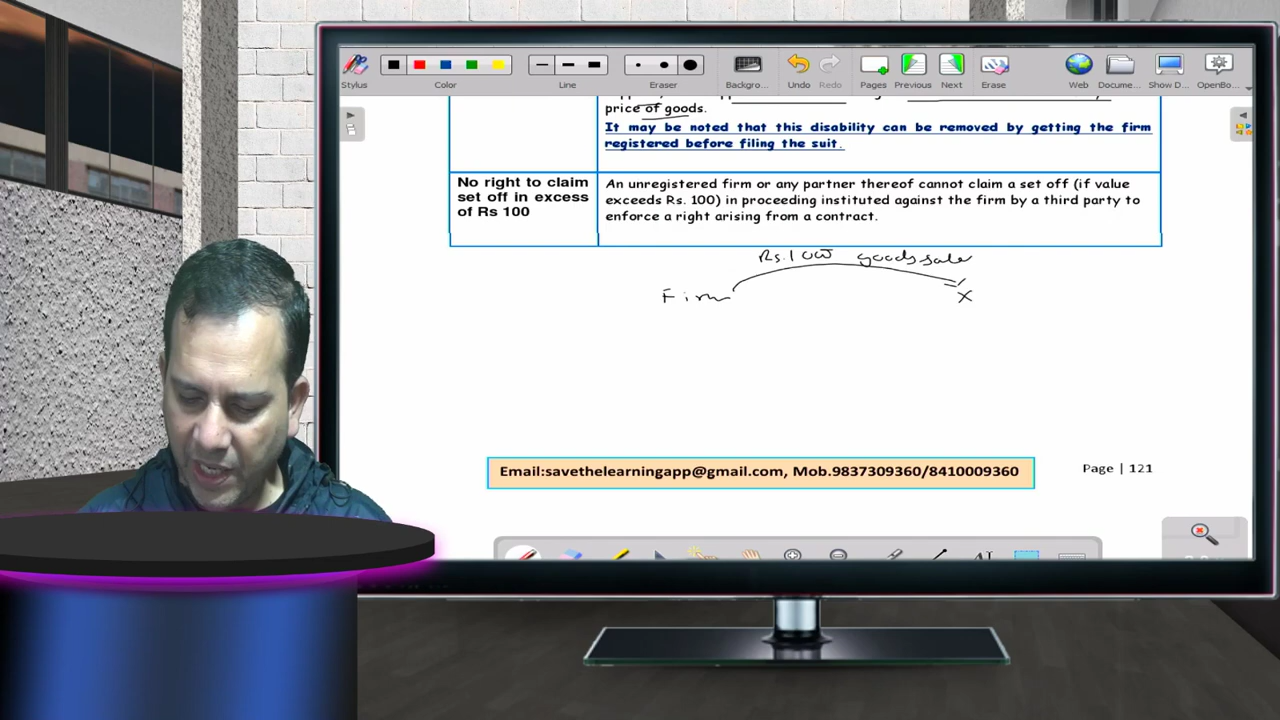 Stylus
Color
Line
Eraser
Backgro...
Undo
Redo
Pages
Previous
Next
Erase
Web
Docume...
Show D...
OpenBo...
price of goods.
It may be noted that this disability can be removed by getting the firm
registered before filing the suit.
No right to claim
set off in excess
of Rs 100
An unregistered firm or any partner thereof cannot claim a set off (if value
exceeds Rs. 100) in proceeding instituted against the firm by a third party to
enforce a right arising from a contract.
Rs. goods sale
Firm
X
Email:savethelearningapp@gmail.com, Mob.9837309360/8410009360
Page | 121